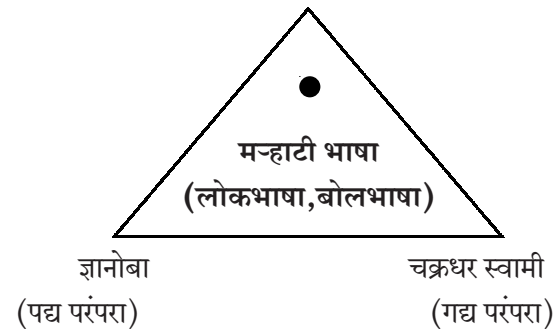 मऱ्हाटी भाषा
(लोकभाषा,बोलभाषा)
ज्ञानोबा चक्रधर स्वामी
(पद्य परंपरा) (गद्य परंपरा)